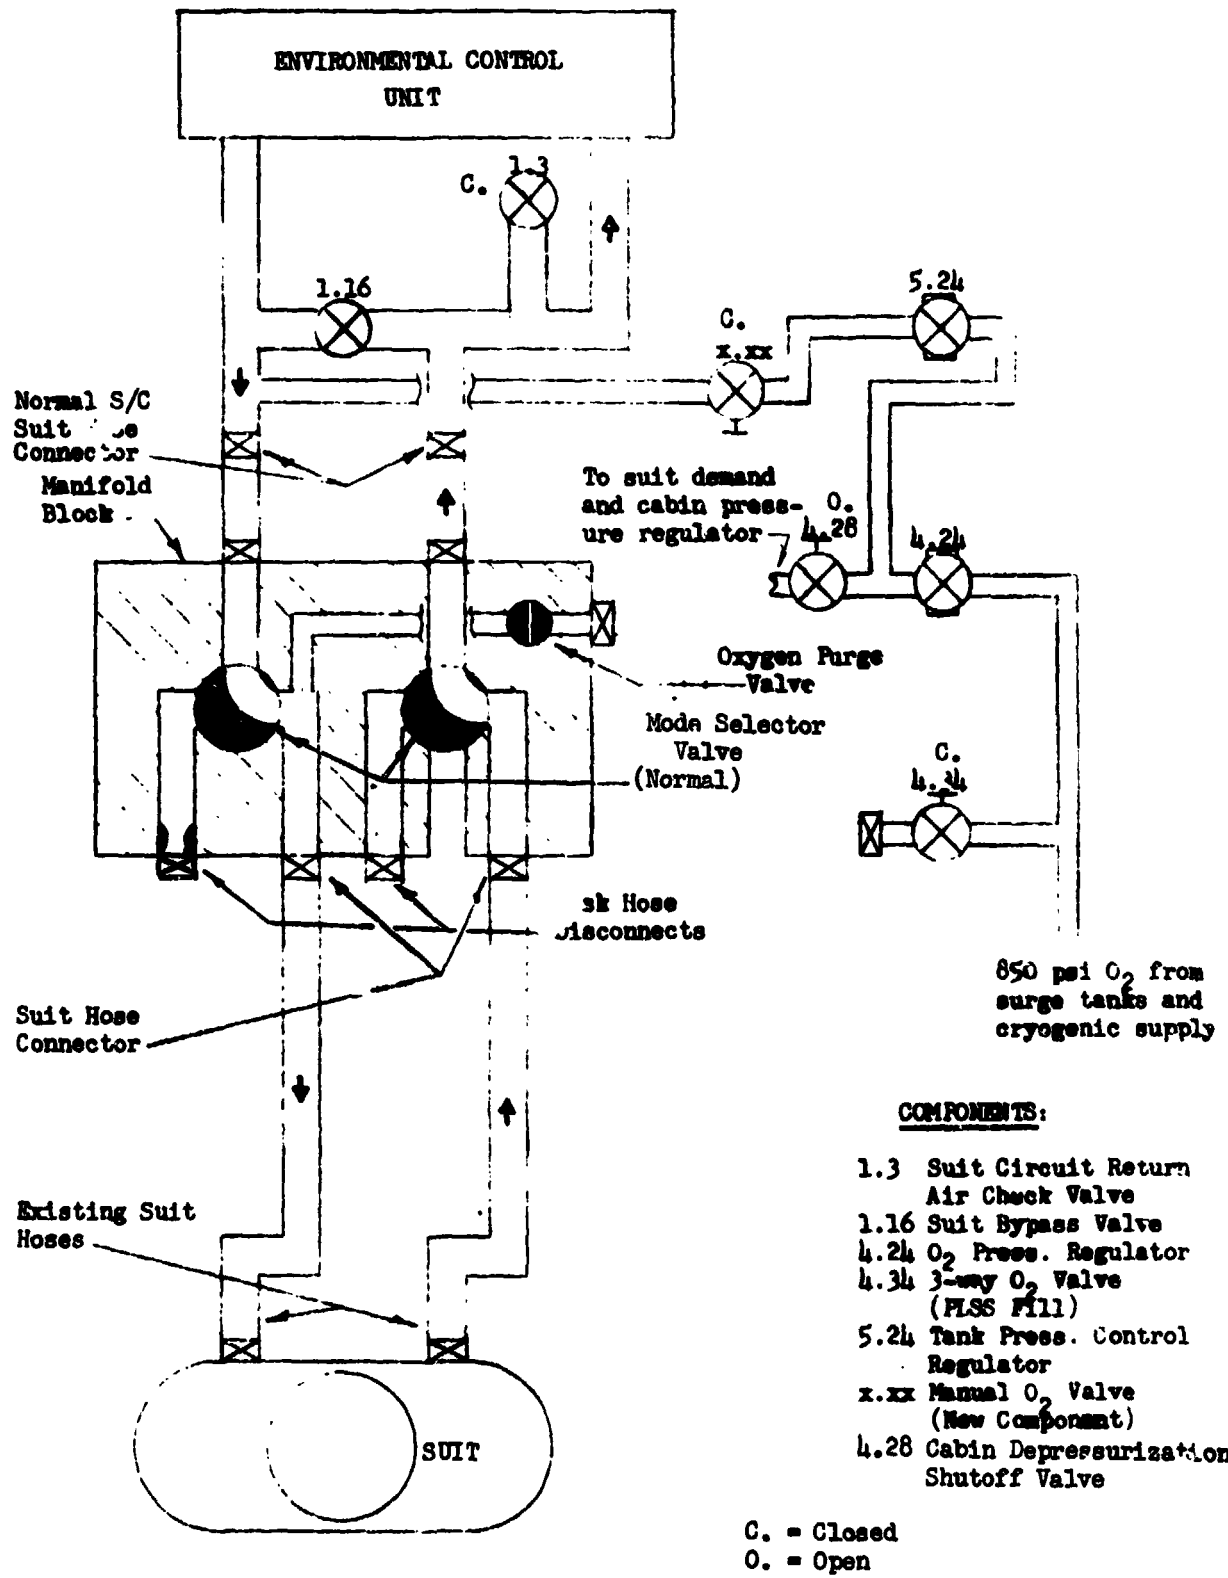 ENVIRONMENTAL CONTROL
UNIT
1.3
C.
1.16
5.24
C.
x.xx
Normal S/C
Suit
Connector
Manifold
Block
To suit demand
and cabin press-
ure regulator
O.
4.28
4.24
Oxygen Purge
Valve
Mode Selector
Valve
(Normal)
C.
4.34
Hose
Disconnects
850 psi O2 from
surge tanks and
cryogenic supply
Suit Hose
Connector
Existing Suit
Hoses
SUIT
COMPONENTS:
1.3 Suit Circuit Return
Air Check Valve
1.16 Suit Bypass Valve
4.24 O2 Press. Regulator
4.34 3-way O2 Valve
(PLSS Fill)
5.24 Tank Press. Control
Regulator
x.xx Manual O2 Valve
(New Component)
4.28 Cabin Depressurization
Shutoff Valve
C. = Closed
O. = Open